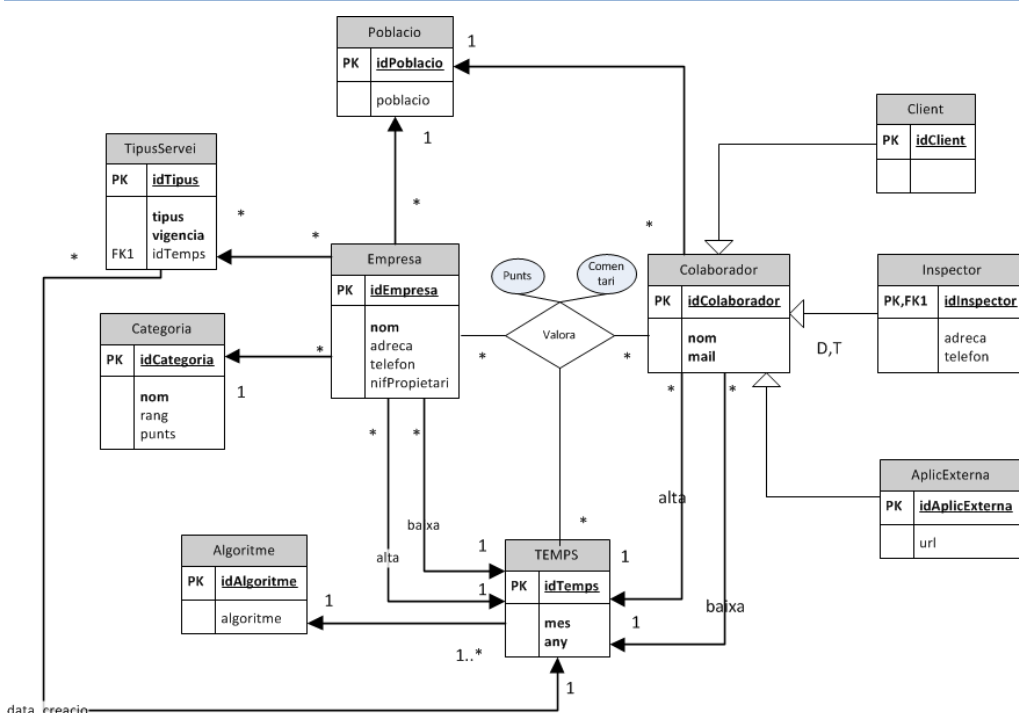 Poblacio
PK idPoblacio
poblacio
1
1
*
*
Client
PK idClient
TipusServei
PK idTipus
tipus
vigencia
FK1 idTemps
*
*
*
Empresa
PK idEmpresa
nom
adreca
telefon
nifPropietari
Punts
Comen
tari
Valora
*
*
*
Colaborador
PK idColaborador
nom
mail
*
*
D,T
Inspector
PK,FK1 idInspector
adreca
telefon
Categoria
PK idCategoria
nom
rang
punts
*
1
*
*
baixa
alta
1
1
alta
baixa
1
1
AplicExterna
PK idAplicExterna
url
Algoritme
PK idAlgoritme
algoritme
1
1..*
TEMPS
PK idTemps
mes
any
1
data_creacio